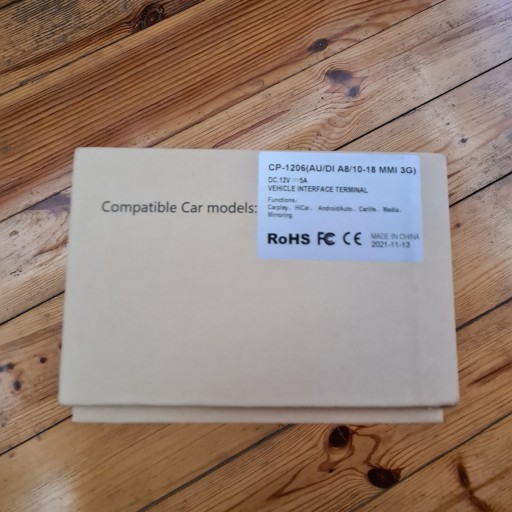 CP-1206(AU/DI A8/10-18 MMI 3G)
DC:12V ⎓5A
VEHICLE INTERFACE TERMINAL
Functions:
Carplay、HiCar、AndroidAuto、Carlife、Media、
Mirroring
Compatible Car models:
RoHS FC CE
MADE IN CHINA
2021-11-13